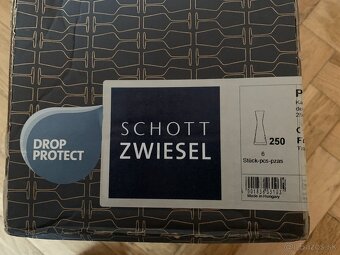 DROP
PROTECT
SCHOTT
ZWIESEL
250
6
Stück-pcs-pzas
Made in Hungary